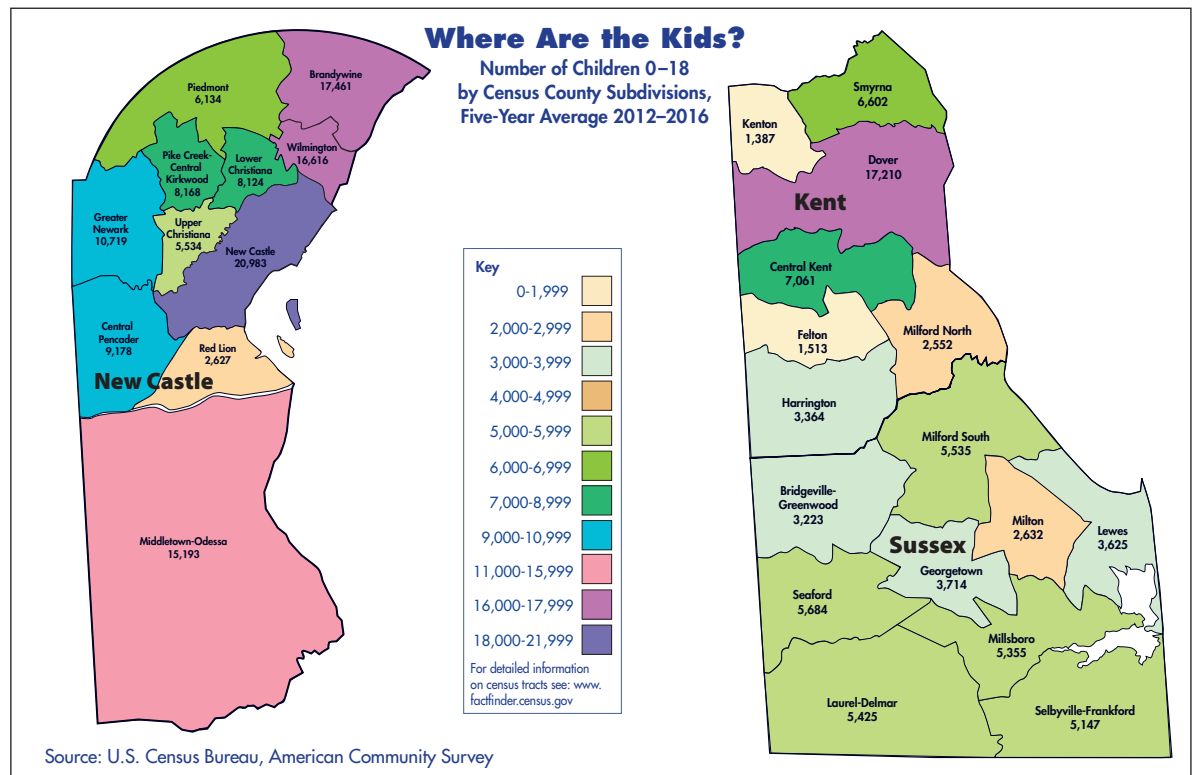 Where Are the Kids?
Number of Children 0–18
by Census County Subdivisions,
Five-Year Average 2012–2016
Piedmont
6,134
Brandywine
17,461
Pike Creek-
Central
Kirkwood
8,168
Lower
Christiana
8,124
Wilmington
16,616
Greater
Newark
10,719
Upper
Christiana
5,534
New Castle
20,983
Central
Pencader
9,178
Red Lion
2,627
New Castle
Middletown-Odessa
15,193
Key
0-1,999
2,000-2,999
3,000-3,999
4,000-4,999
5,000-5,999
6,000-6,999
7,000-8,999
9,000-10,999
11,000-15,999
16,000-17,999
18,000-21,999
For detailed information
on census tracts see: www.
factfinder.census.gov
Smyrna
6,602
Kenton
1,387
Dover
17,210
Kent
Central Kent
7,061
Felton
1,513
Milford North
2,552
Harrington
3,364
Milford South
5,535
Bridgeville-
Greenwood
3,223
Milton
2,632
Lewes
3,625
Sussex
Georgetown
3,714
Seaford
5,684
Millsboro
5,355
Laurel-Delmar
5,425
Selbyville-Frankford
5,147
Source: U.S. Census Bureau, American Community Survey